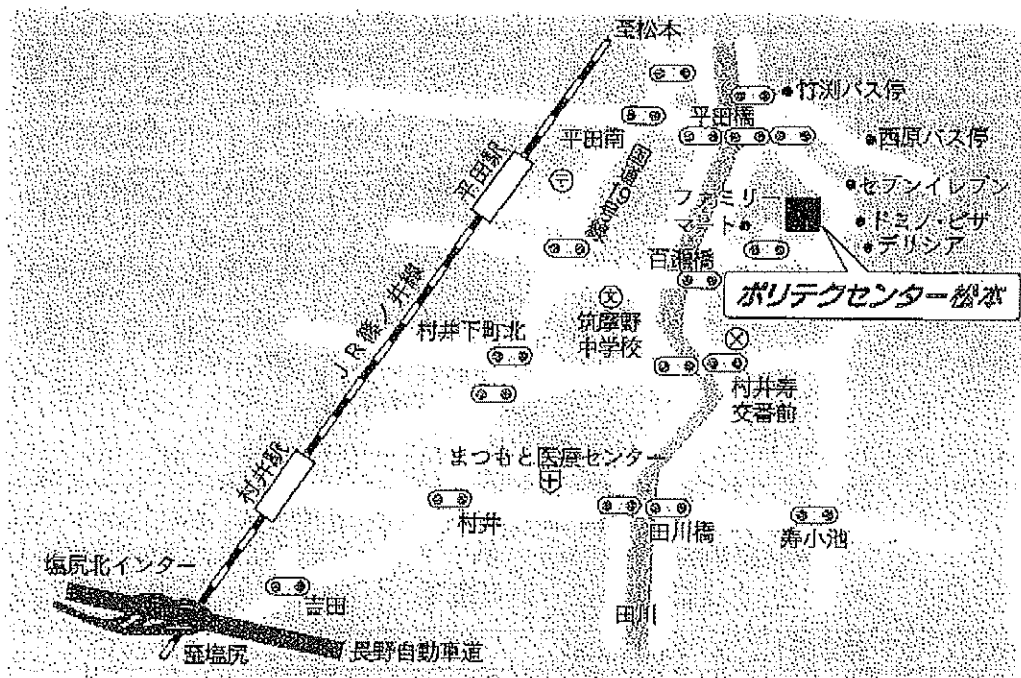 至松本
竹渕バス停
平田橋
平田南
西原バス停
平田駅
国道19号線
セブンイレブン
ファミリー
マート
ドミノ・ピザ
デリシア
百瀬橋
ポリテクセンター松本
JR篠ノ井線
筑摩野
中学校
村井下町北
村井寿
交番前
まつもと医療センター
村井駅
村井
田川橋
寿小池
塩尻北インター
吉田
田川
至塩尻
長野自動車道